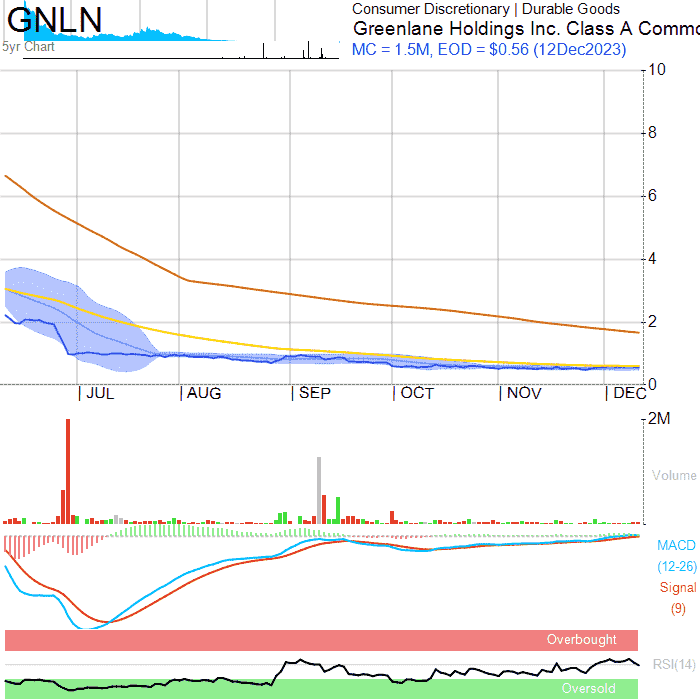 GNLN
Consumer Discretionary | Durable Goods
Greenlane Holdings Inc. Class A Commo
5yr Chart
MC = 1.5M, EOD = $0.56 (12Dec2023)
10
8
6
4
2
0
JUL AUG SEP OCT NOV DEC
2M
Volume
MACD
(12-26)
Signal
(9)
Overbought
RSI(14)
Oversold